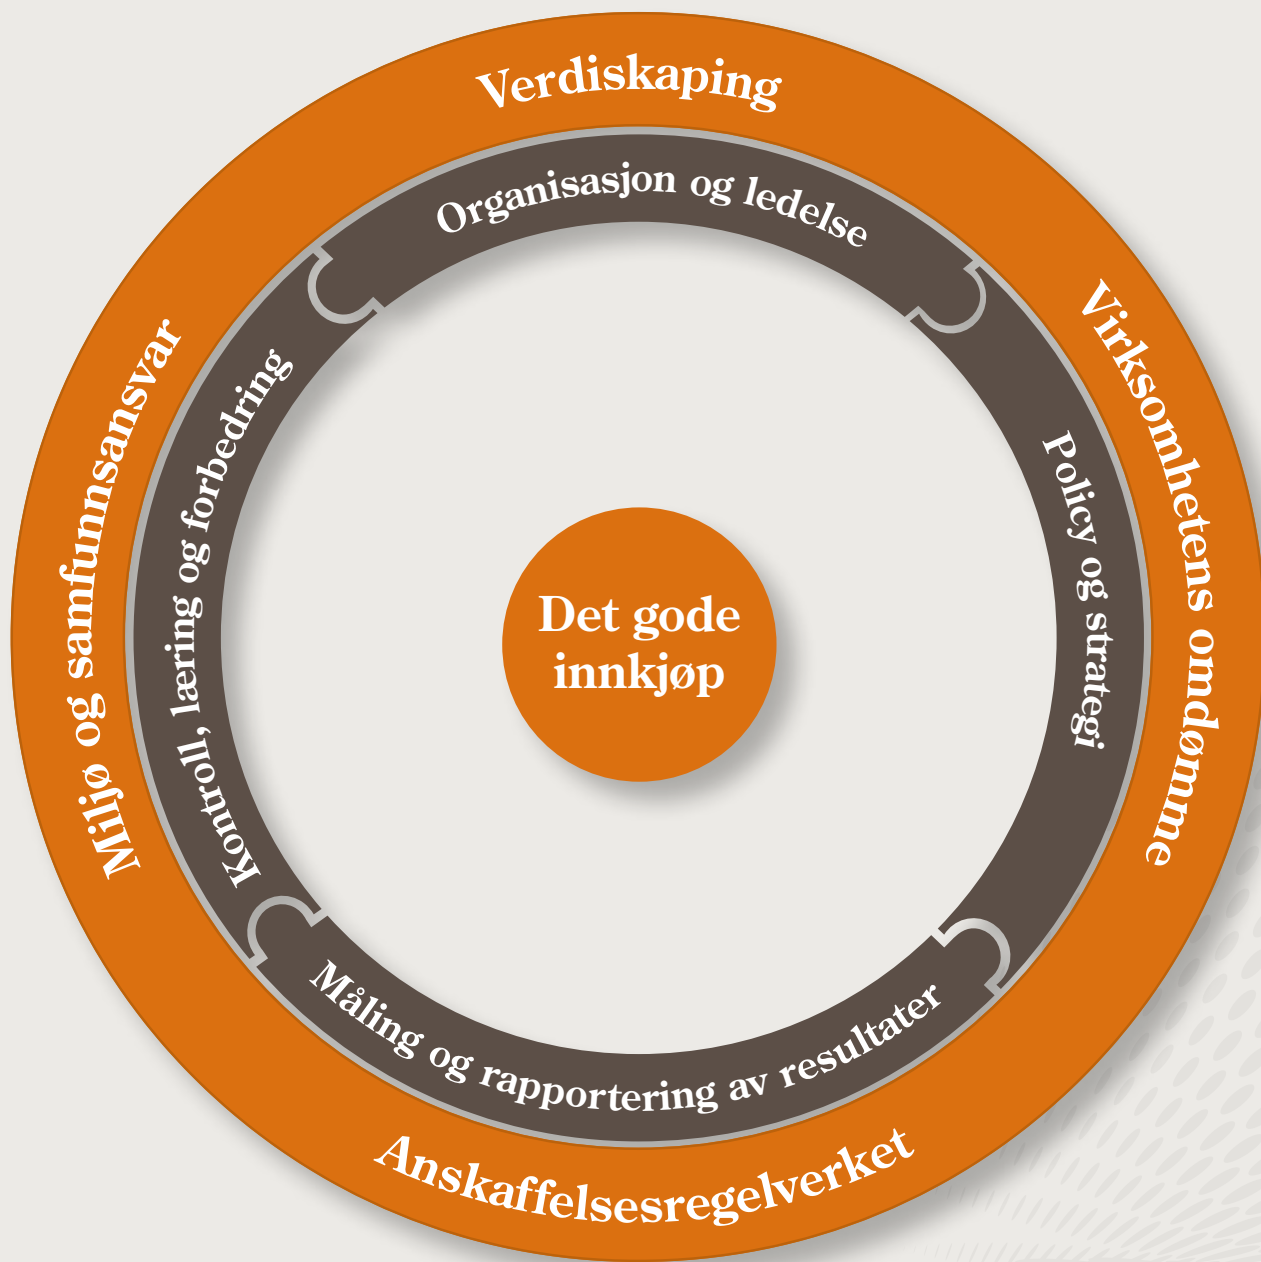 Verdiskaping
Organisasjon og ledelse
Virksomhetens omdømme
Policy og strategi
Miljø og samfunnsansvar
Kontroll, læring og forbedring
Det gode
innkjøp
Måling og rapportering av resultater
Anskaffelsesregelverket